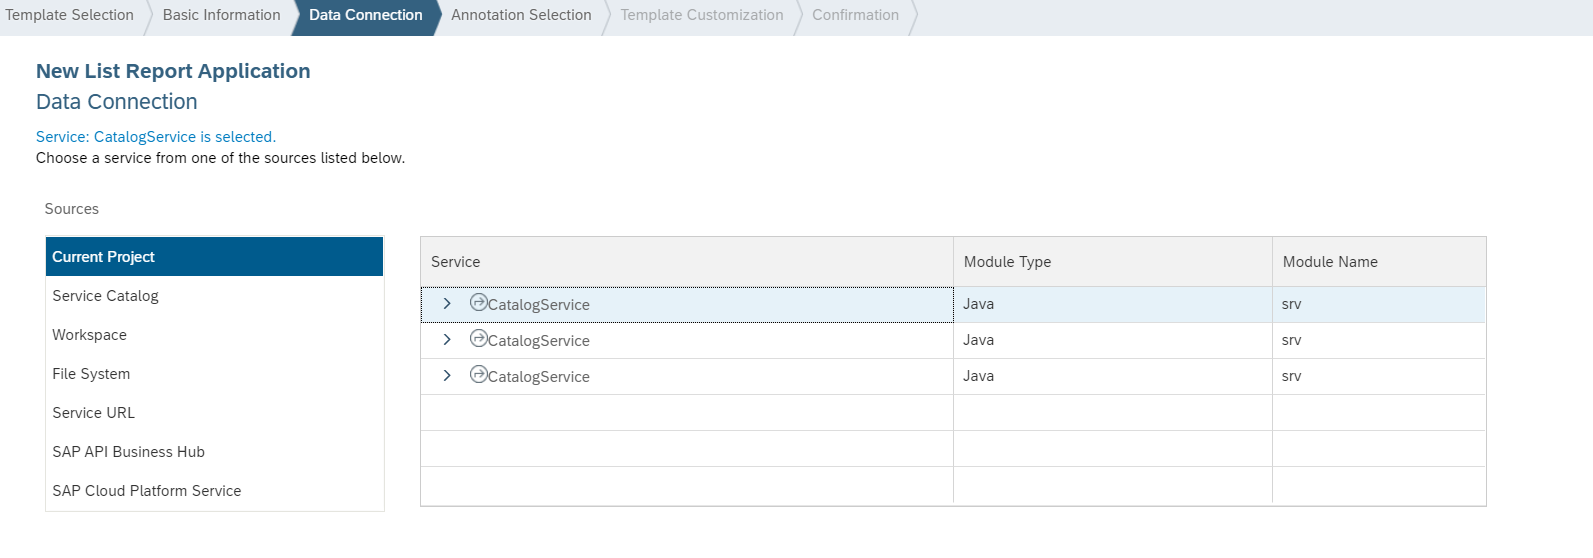 Template Selection Basic Information Data Connection Annotation Selection Template Customization Confirmation
New List Report Application
Data Connection
Service: CatalogService is selected.
Choose a service from one of the sources listed below.
Sources
Current Project
Service Catalog
Workspace
File System
Service URL
SAP API Business Hub
SAP Cloud Platform Service
Service Module Type Module Name
CatalogService Java srv
CatalogService Java srv
CatalogService Java srv